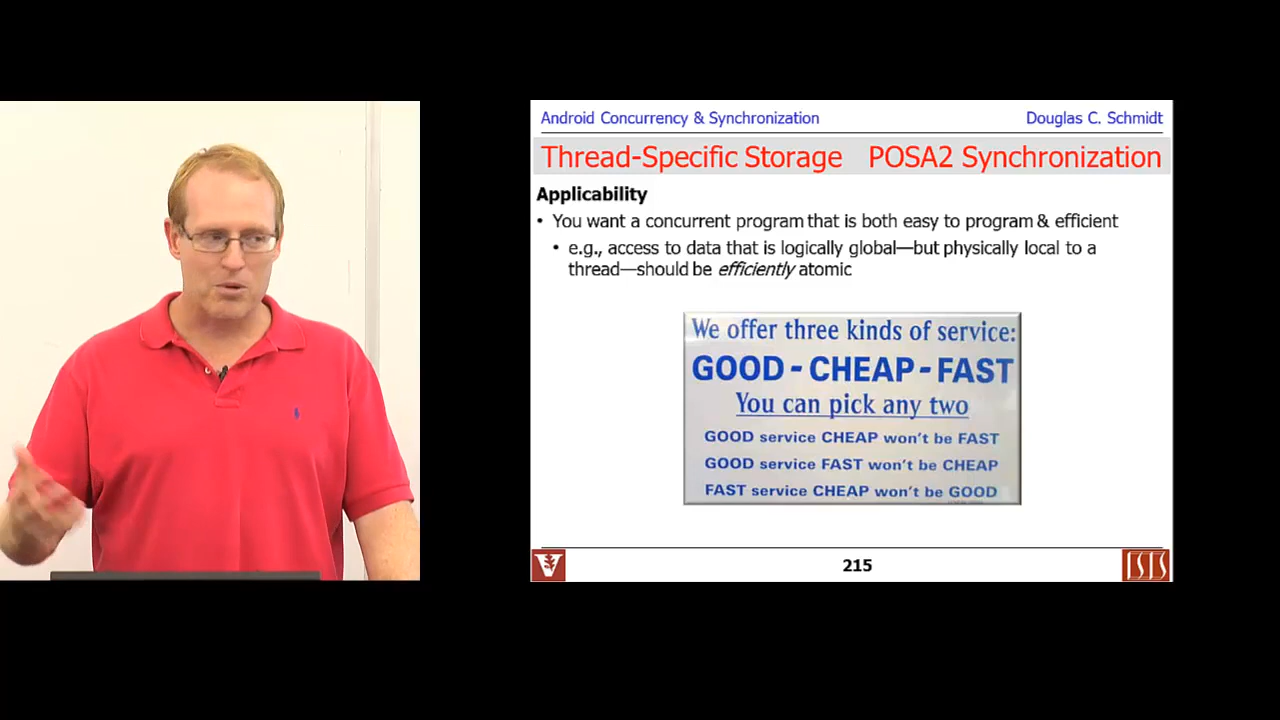 Android Concurrency & Synchronization Douglas C. Schmidt
Thread-Specific Storage POSA2 Synchronization
Applicability
• You want a concurrent program that is both easy to program & efficient
• e.g., access to data that is logically global—but physically local to a
thread—should be efficiently atomic
We offer three kinds of service:
GOOD - CHEAP - FAST
You can pick any two
GOOD service CHEAP won't be FAST
GOOD service FAST won't be CHEAP
FAST service CHEAP won't be GOOD
215
V
ISIS